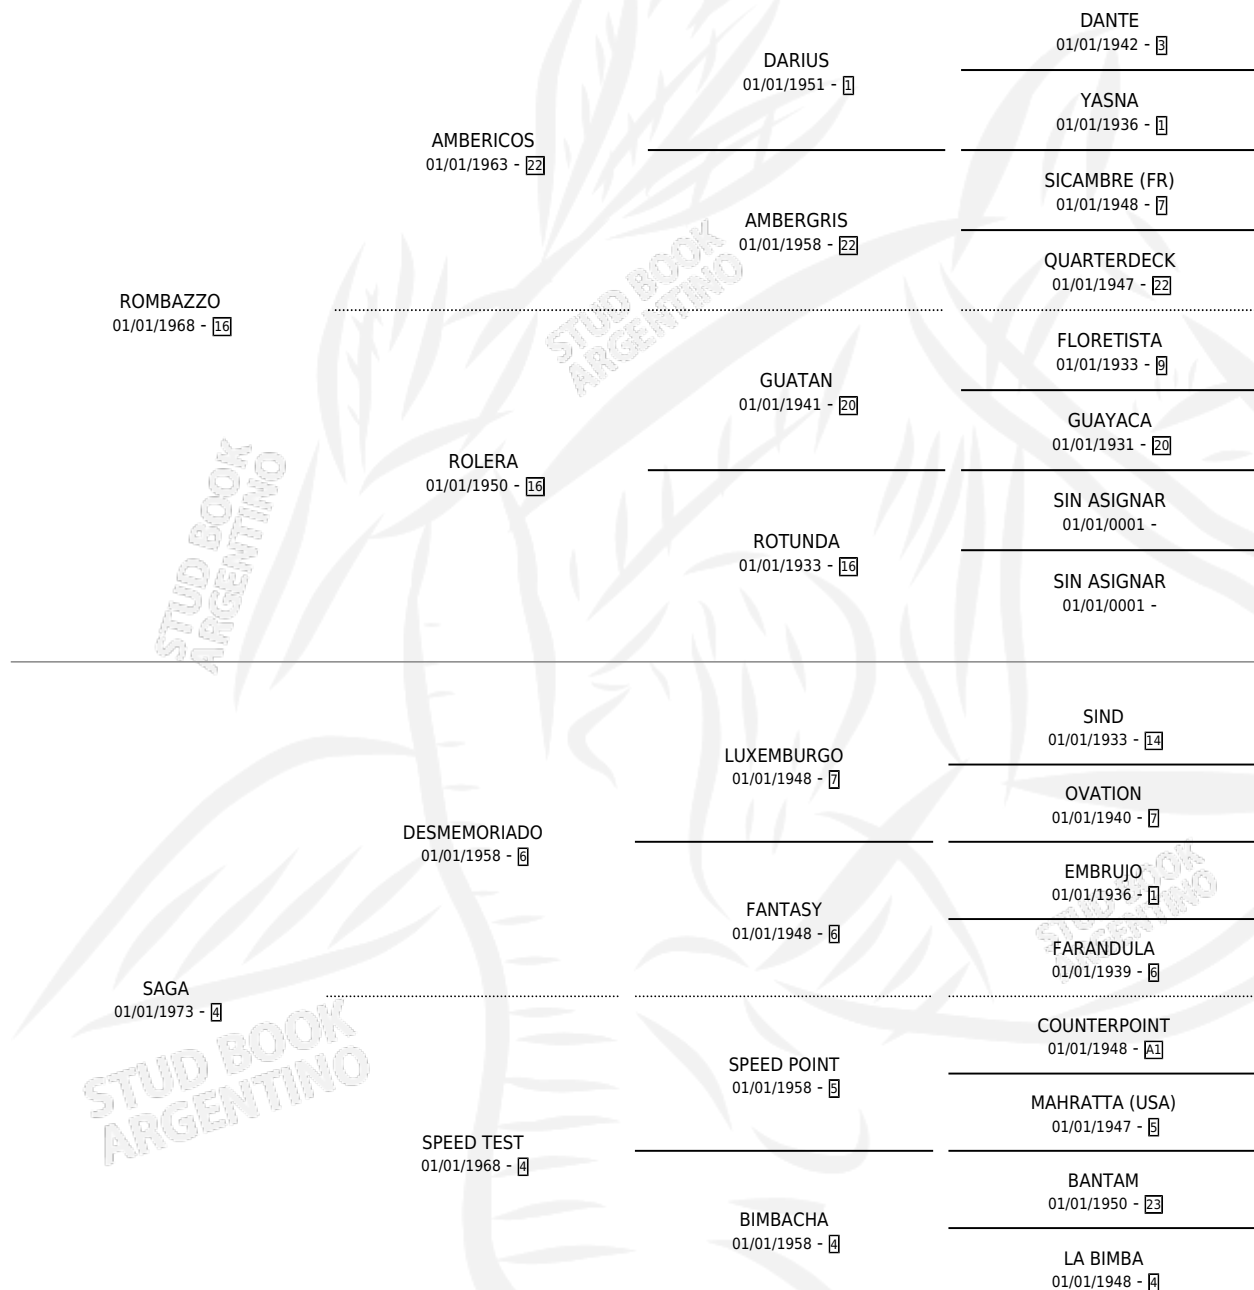 DANTE
01/01/1942 - 3
DARIUS
01/01/1951 - 1
YASNA
01/01/1936 - 1
AMBERICOS
01/01/1963 - 22
SICAMBRE (FR)
01/01/1948 - 7
AMBERGRIS
01/01/1958 - 22
QUARTERDECK
01/01/1947 - 22
ROMBAZZO
01/01/1968 - 16
FLORETISTA
01/01/1933 - 9
GUATAN
01/01/1941 - 20
GUAYACA
01/01/1931 - 20
ROLERA
01/01/1950 - 16
SIN ASIGNAR
01/01/0001 -
ROTUNDA
01/01/1933 - 16
SIN ASIGNAR
01/01/0001 -
SIND
01/01/1933 - 14
LUXEMBURGO
01/01/1948 - 7
OVATION
01/01/1940 - 7
DESMEMORIADO
01/01/1958 - 6
EMBRUJO
01/01/1936 - 1
FANTASY
01/01/1948 - 6
FARANDULA
01/01/1939 - 6
SAGA
01/01/1973 - 4
COUNTERPOINT
01/01/1948 - A1
SPEED POINT
01/01/1958 - 5
MAHRATTA (USA)
01/01/1947 - 5
SPEED TEST
01/01/1968 - 4
BANTAM
01/01/1950 - 23
BIMBACHA
01/01/1958 - 4
LA BIMBA
01/01/1948 - 4
STUD BOOK
ARGENTINO
STUD BOOK
ARGENTINO
STUD BOOK
ARGENTINO
STUD BOOK
ARGENTINO